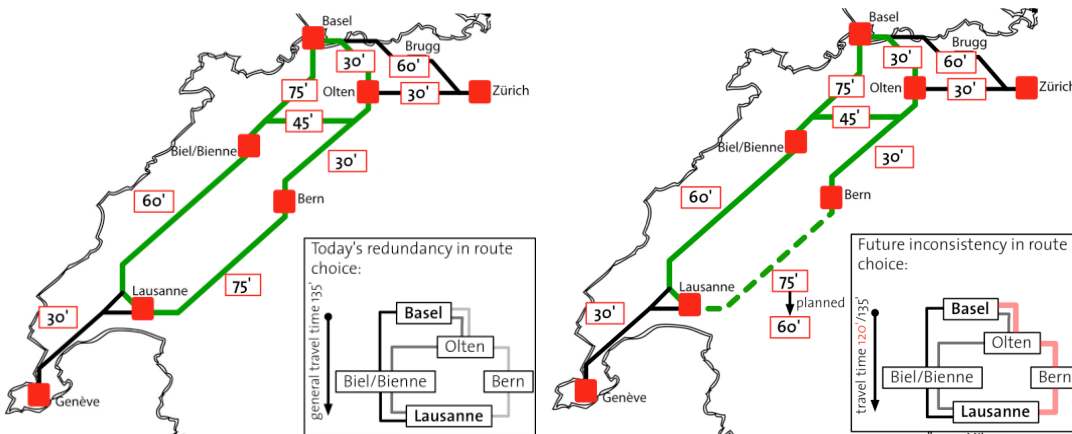 Basel
Brugg
30'
60'
75'
Olten
30'
Zürich
45'
Biel/Bienne
30'
60'
Bern
Today's redundancy in route
choice:
Lausanne
75'
30'
general travel time 135'
Basel
Olten
Biel/Bienne
Bern
Lausanne
Genève
Basel
Brugg
30'
60'
75'
Olten
30'
Zürich
45'
Biel/Bienne
30'
60'
Bern
Future inconsistency in route
choice:
Lausanne
75'
planned
60'
30'
travel time 120'/135'
Basel
Olten
Biel/Bienne
Bern
Lausanne
Genève